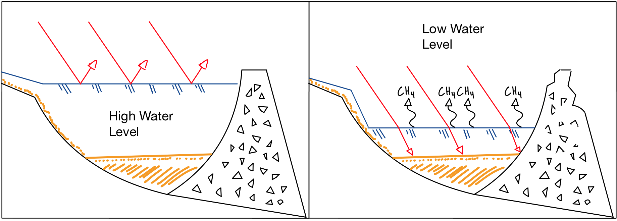 High Water
Level
Low Water
Level
CH4
CH4 CH4
CH4